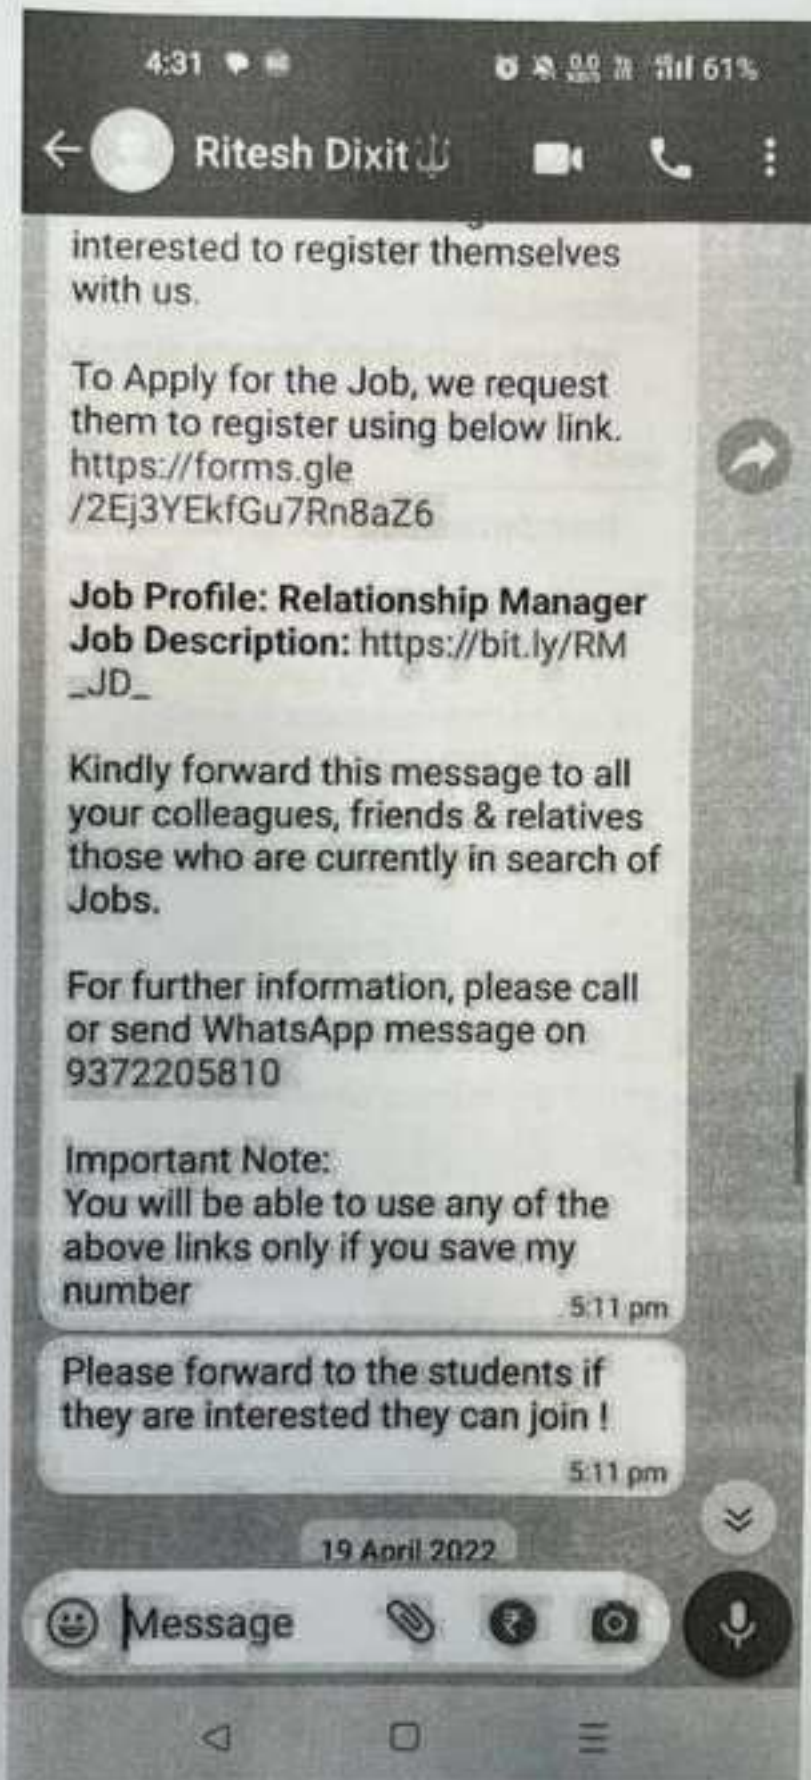 4:31
61%
Ritesh Dixit
interested to register themselves
with us.
To Apply for the Job, we request
them to register using below link.
https://forms.gle
/2Ej3YEkfGu7Rn8aZ6
Job Profile: Relationship Manager
Job Description: https://bit.ly/RM
_JD_
Kindly forward this message to all
your colleagues, friends & relatives
those who are currently in search of
Jobs.
For further information, please call
or send WhatsApp message on
9372205810
Important Note:
You will be able to use any of the
above links only if you save my
number
5:11 pm
Please forward to the students if
they are interested they can join !
5:11 pm
19 April 2022
Message